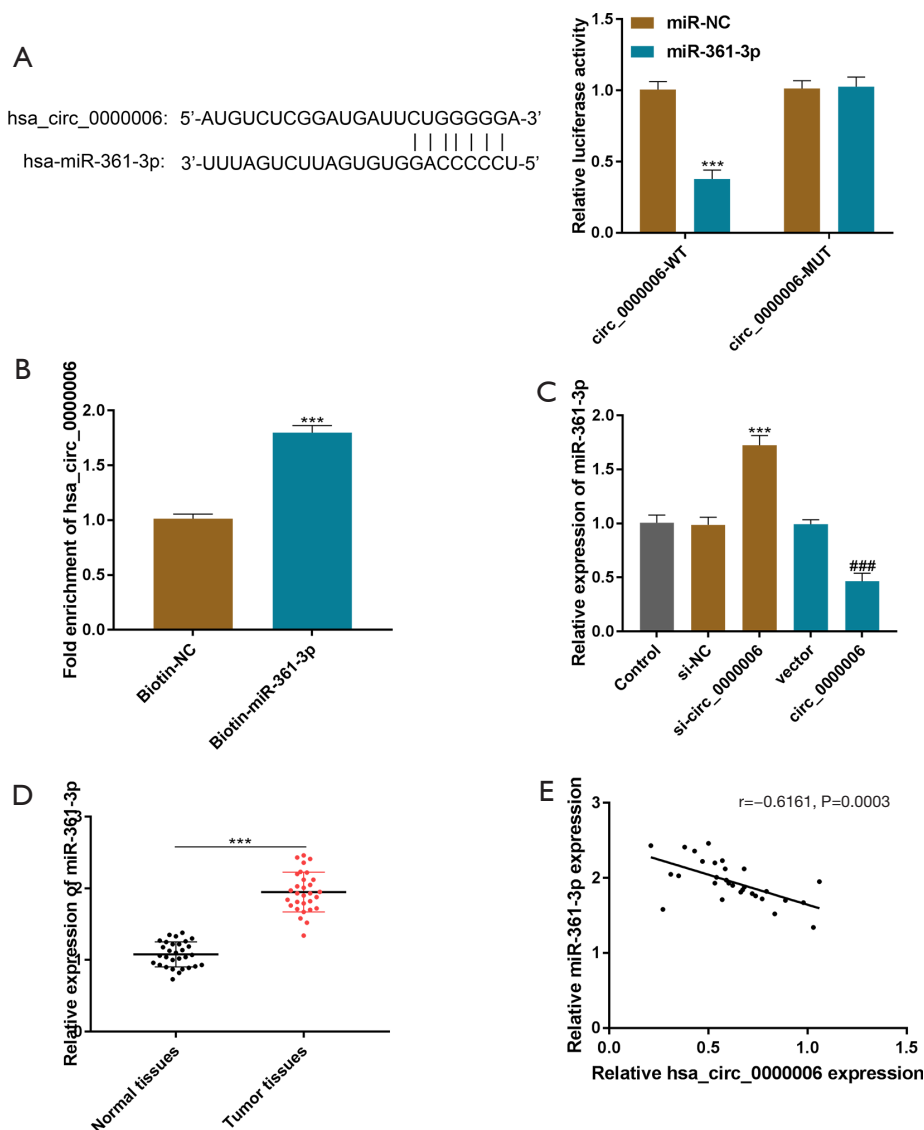 A
hsa_circ_0000006: 5'-AUGUCUCGGAUGAUUCUGGGGGA-3'
hsa-miR-361-3p: 3'-UUUAGUCUUAGUGUGGACCCCCU-5'
Relative luciferase activity
miR-NC
miR-361-3p
1.5
1.0
0.5
0.0
***
circ_0000006-WT
circ_0000006-MUT
B
Fold enrichment of hsa_circ_0000006
2.0
1.5
1.0
0.5
0.0
***
Biotin-NC
Biotin-miR-361-3p
C
Relative expression of miR-361-3p
2.0
1.5
1.0
0.5
0.0
***
###
Control
si-NC
si-circ_0000006
vector
circ_0000006
D
Relative expression of miR-361-3p
3
2
1
0
***
Normal tissues
Tumor tissues
E
Relative miR-361-3p expression
r=−0.6161, P=0.0003
3
2
1
0
0.0
0.5
1.0
1.5
Relative hsa_circ_0000006 expression